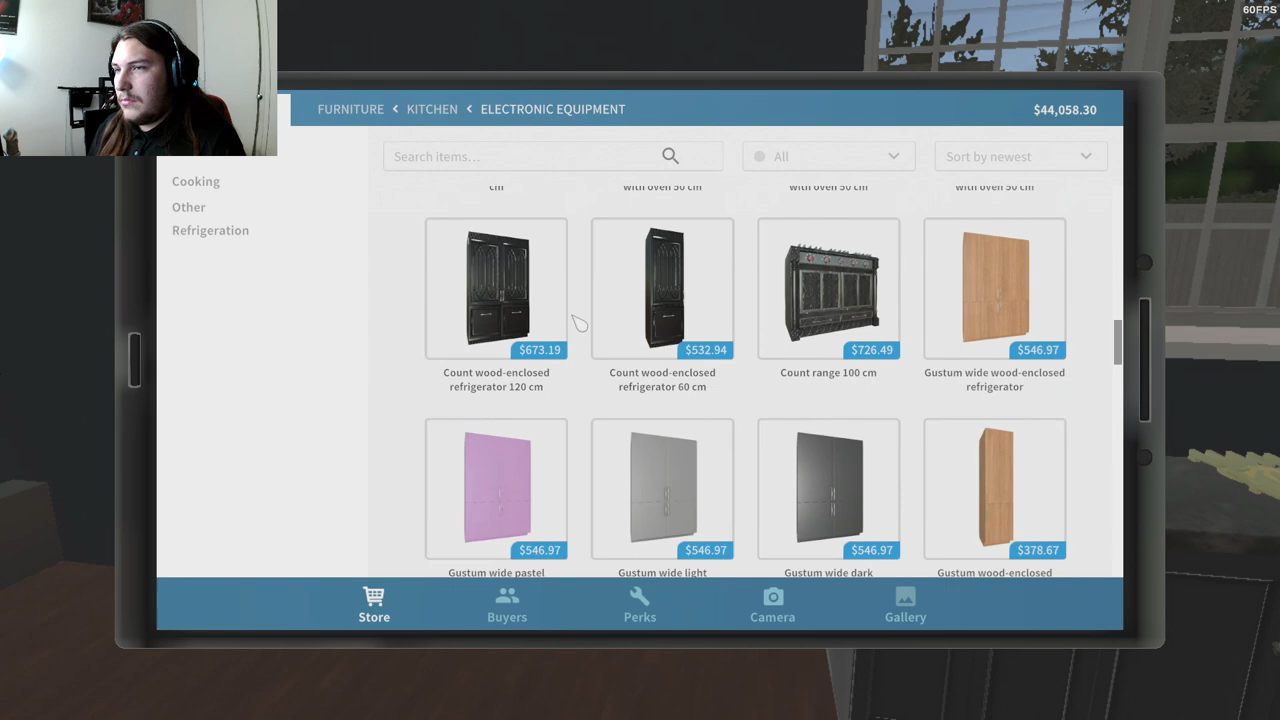 60FPS
FURNITURE < KITCHEN < ELECTRONIC EQUIPMENT
$44,058.30
Search items...
All
Sort by newest
Cooking
Other
Refrigeration
cm
with oven 50 cm
with oven 50 cm
with oven 50 cm
$673.19
$532.94
$726.49
$546.97
Count wood-enclosed
refrigerator 120 cm
Count wood-enclosed
refrigerator 60 cm
Count range 100 cm
Gustum wide wood-enclosed
refrigerator
$546.97
$546.97
$546.97
$378.67
Gustum wide pastel
Gustum wide light
Gustum wide dark
Gustum wood-enclosed
Store
Buyers
Perks
Camera
Gallery